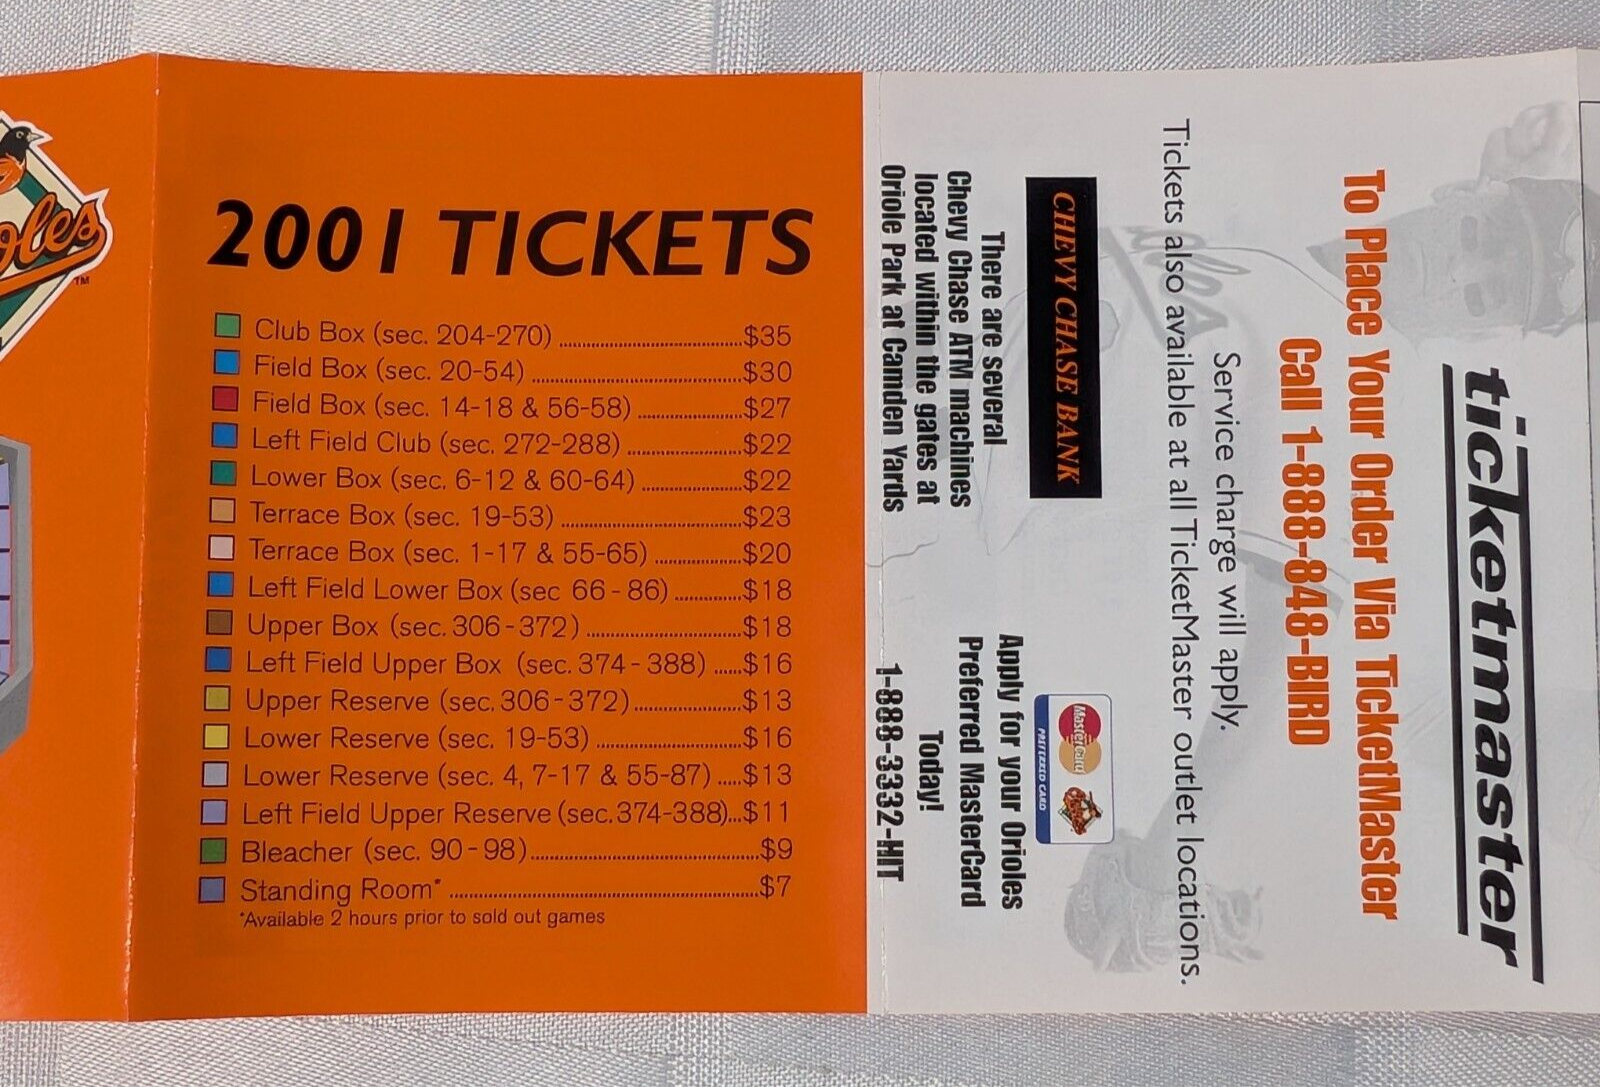 oles
TM
2001 TICKETS
Club Box (sec. 204-270) ........ $35
Field Box (sec. 20-54) ........ $30
Field Box (sec. 14-18 & 56-58) ........ $27
Left Field Club (sec. 272-288) ........ $22
Lower Box (sec. 6-12 & 60-64) ........ $22
Terrace Box (sec. 19-53) ........ $23
Terrace Box (sec. 1-17 & 55-65) ........ $20
Left Field Lower Box (sec 66-86) ........ $18
Upper Box (sec. 306-372) ........ $18
Left Field Upper Box (sec. 374-388) ..... $16
Upper Reserve (sec. 306-372) ........ $13
Lower Reserve (sec. 19-53) ........ $16
Lower Reserve (sec. 4, 7-17 & 55-87) ..... $13
Left Field Upper Reserve (sec. 374-388)... $11
Bleacher (sec. 90-98) ........ $9
Standing Room* ........ $7
*Available 2 hours prior to sold out games
ticketmaster
To Place Your Order Via TicketMaster
Call 1-888-848-BIRD
Service charge will apply.
Tickets also available at all TicketMaster outlet locations.
CHEVY CHASE BANK
There are several
Chevy Chase ATM machines
located within the gates at
Oriole Park at Camden Yards
MasterCard
PREFERRED CARD
Apply for your Orioles
Preferred MasterCard
Today!
1-888-3332-HIT